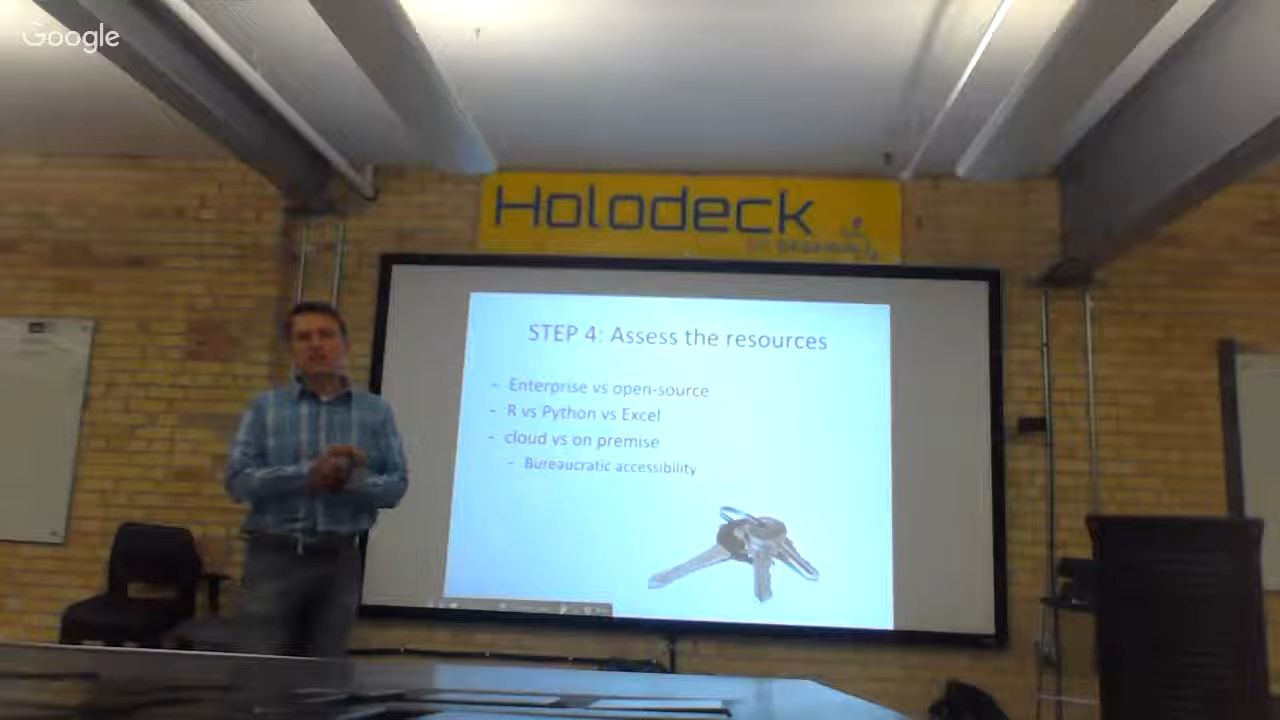 Google
Holodeck
STEP 4: Assess the resources
- Enterprise vs open-source
- R vs Python vs Excel
- cloud vs on premise
- Bureaucratic accessibility